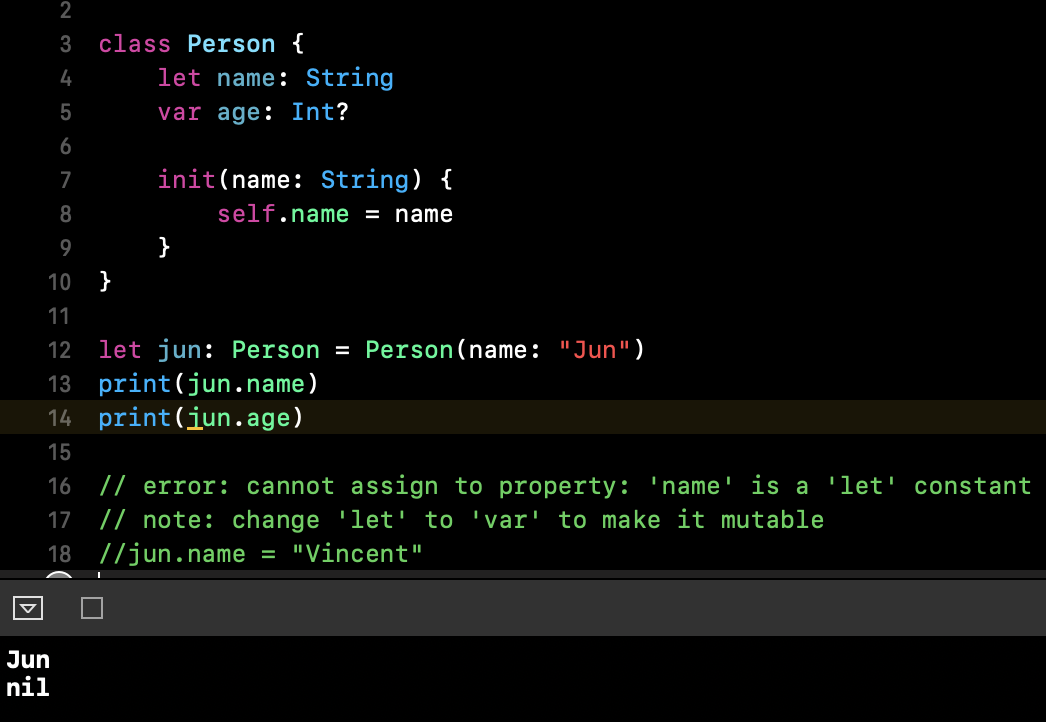 2
3 class Person {
4 let name: String
5 var age: Int?
6
7 init(name: String) {
8 self.name = name
9 }
10 }
11
12 let jun: Person = Person(name: "Jun")
13 print(jun.name)
14 print(jun.age)
15
16 // error: cannot assign to property: 'name' is a 'let' constant
17 // note: change 'let' to 'var' to make it mutable
18 //jun.name = "Vincent"
Jun
nil